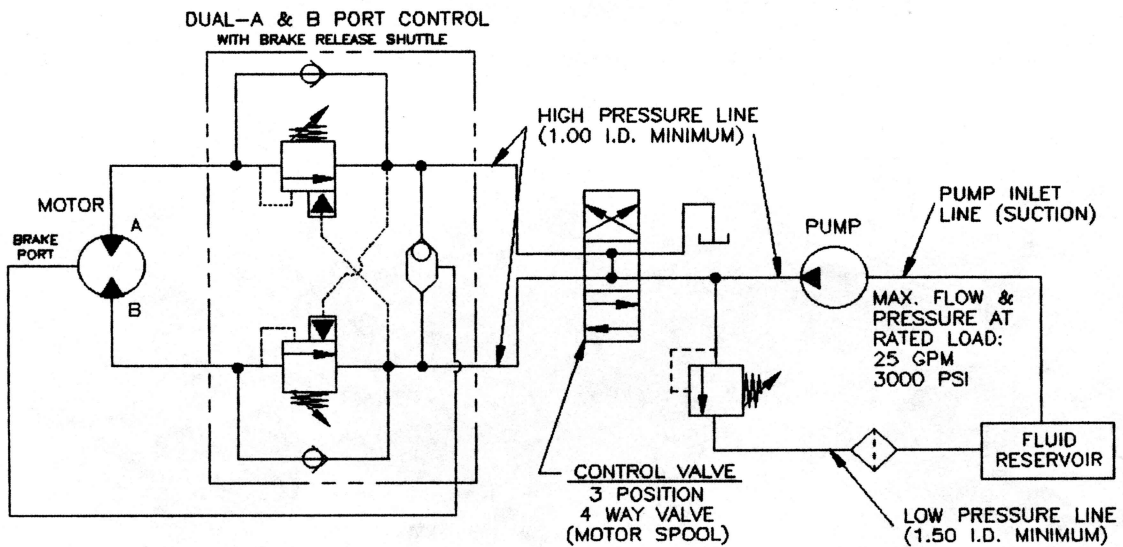 DUAL-A & B PORT CONTROL
WITH BRAKE RELEASE SHUTTLE
HIGH PRESSURE LINE
(1.00 I.D. MINIMUM)
PUMP INLET
LINE (SUCTION)
MOTOR
A
BRAKE
PORT
B
PUMP
MAX. FLOW &
PRESSURE AT
RATED LOAD:
25 GPM
3000 PSI
FLUID
RESERVOIR
CONTROL VALVE
3 POSITION
4 WAY VALVE
(MOTOR SPOOL)
LOW PRESSURE LINE
(1.50 I.D. MINIMUM)